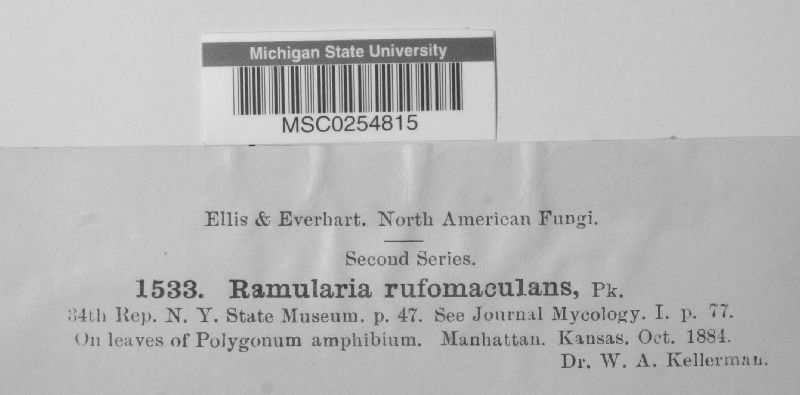 Michigan State University
MSC0254815
Ellis & Everhart. North American Fungi.
Second Series.
1533. Ramularia rufomaculans, Pk.
34th Rep. N. Y. State Museum. p. 47. See Journal Mycology. I. p. 77.
On leaves of Polygonum amphibium. Manhattan. Kansas. Oct. 1884.
Dr. W. A. Kellerman.